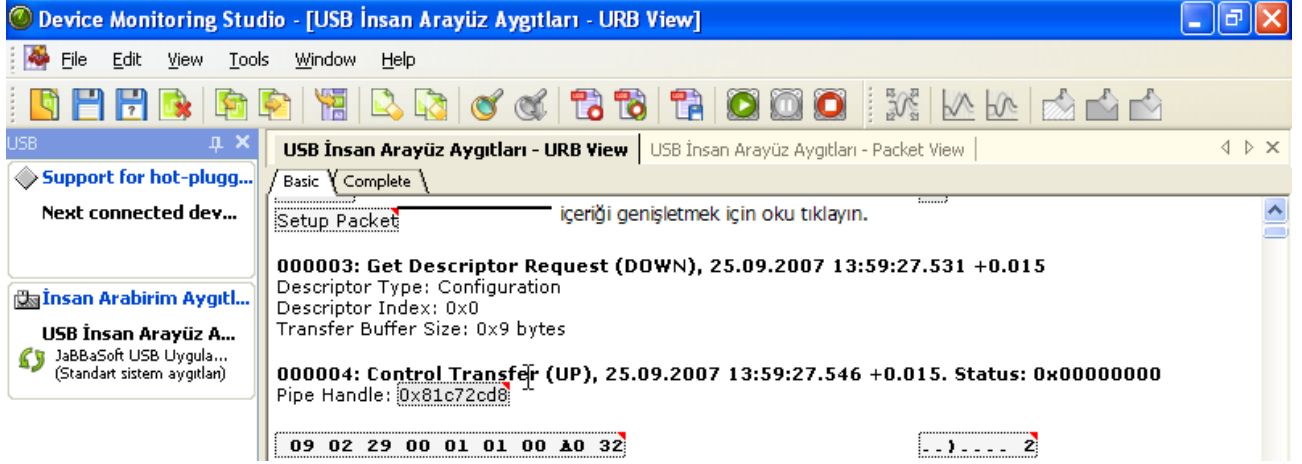 Device Monitoring Studio - [USB İnsan Arayüz Aygıtları - URB View]
File Edit View Tools Window Help
USB
Support for hot-plugg...
Next connected dev...
İnsan Arabirim Aygıtl...
USB İnsan Arayüz A...
JaBBaSoft USB Uygula...
(Standart sistem aygıtları)
USB İnsan Arayüz Aygıtları - URB View USB İnsan Arayüz Aygıtları - Packet View
Basic Complete
Setup Packet içeriği genişletmek için oku tıklayın.
000003: Get Descriptor Request (DOWN), 25.09.2007 13:59:27.531 +0.015
Descriptor Type: Configuration
Descriptor Index: 0x0
Transfer Buffer Size: 0x9 bytes
000004: Control Transfer (UP), 25.09.2007 13:59:27.546 +0.015. Status: 0x00000000
Pipe Handle: 0x81c72cd8
09 02 29 00 01 01 00 A0 32 ..).... 2